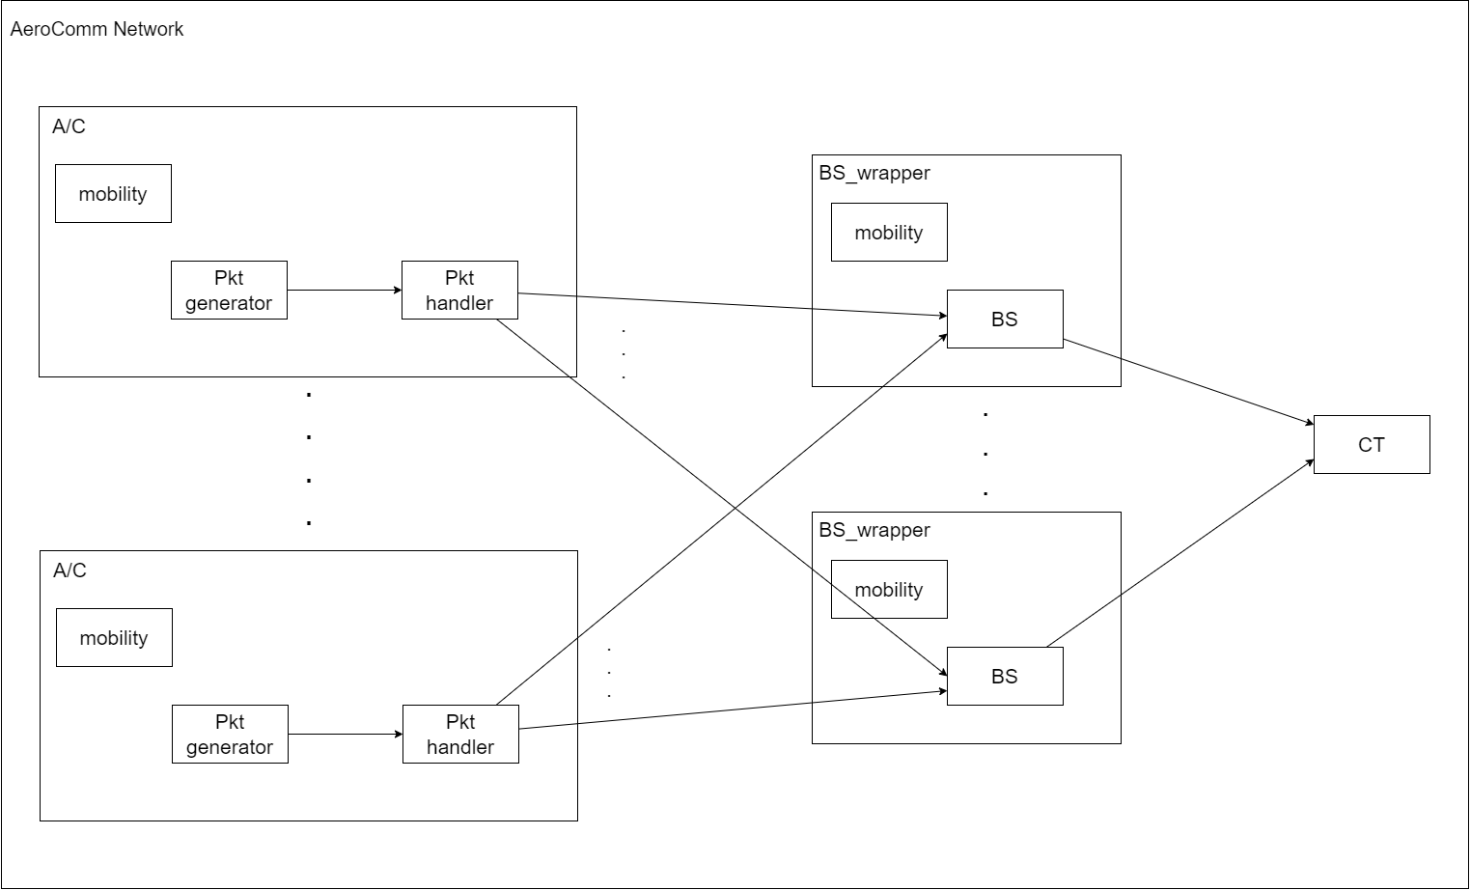 AeroComm Network
A/C
mobility
Pkt
generator
Pkt
handler
BS_wrapper
mobility
BS
CT
A/C
mobility
Pkt
generator
Pkt
handler
BS_wrapper
mobility
BS